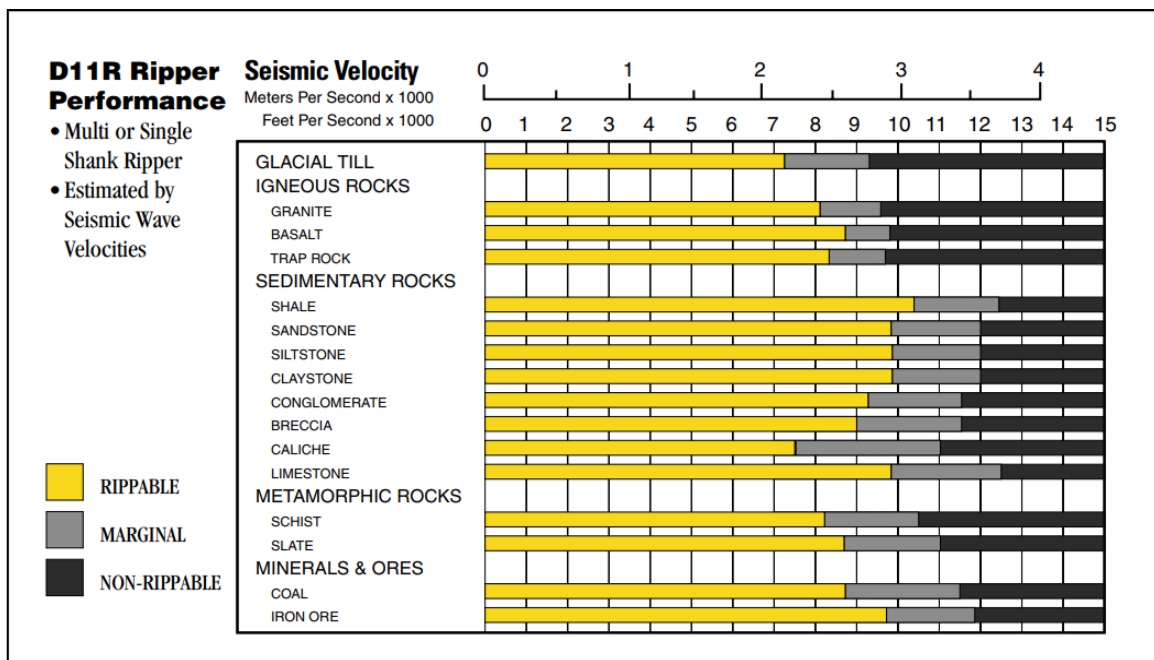 D11R Ripper
Performance
• Multi or Single
Shank Ripper
• Estimated by
Seismic Wave
Velocities
Seismic Velocity
Meters Per Second x 1000
0 1 2 3 4
Feet Per Second x 1000
0 1 2 3 4 5 6 7 8 9 10 11 12 13 14 15
GLACIAL TILL
IGNEOUS ROCKS
GRANITE
BASALT
TRAP ROCK
SEDIMENTARY ROCKS
SHALE
SANDSTONE
SILTSTONE
CLAYSTONE
CONGLOMERATE
BRECCIA
CALICHE
LIMESTONE
METAMORPHIC ROCKS
SCHIST
SLATE
MINERALS & ORES
COAL
IRON ORE
RIPPABLE
MARGINAL
NON-RIPPABLE